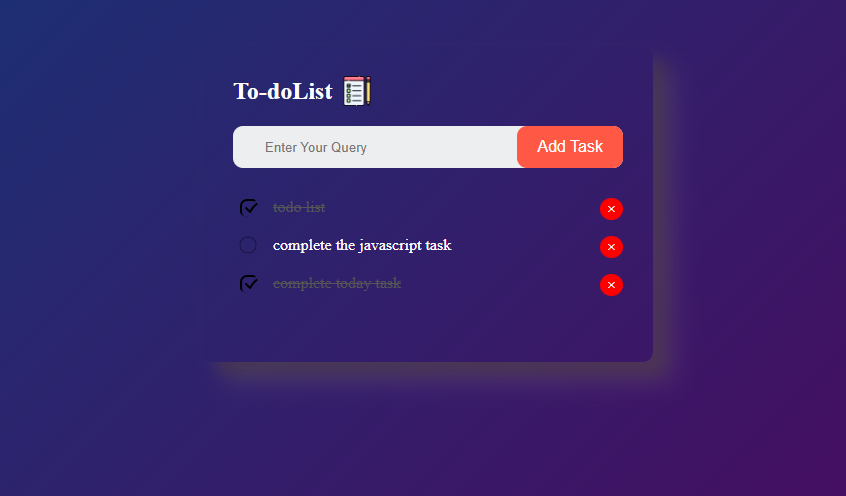 To-doList
Enter Your Query
Add Task
todo list
complete the javascript task
complete today task